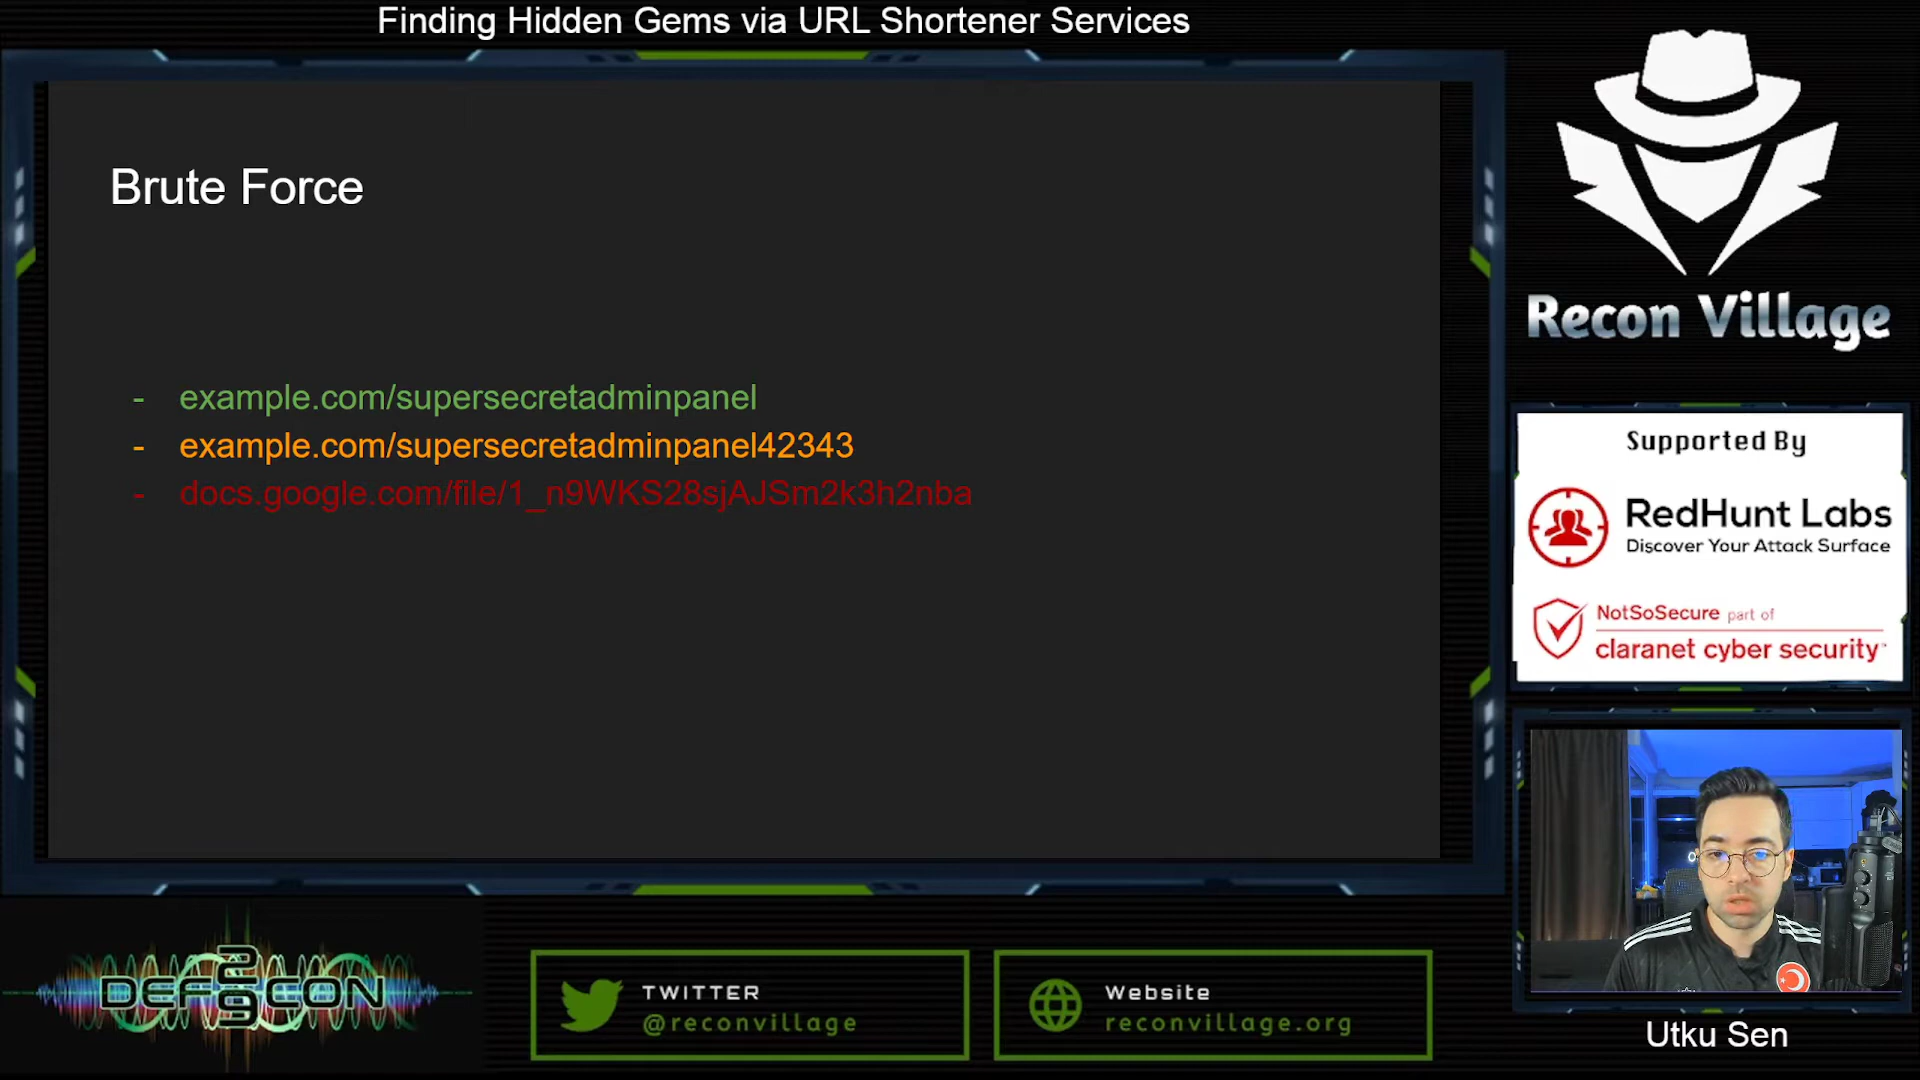 Finding Hidden Gems via URL Shortener Services
Brute Force
- example.com/supersecretadminpanel
- example.com/supersecretadminpanel42343
- docs.google.com/file/1_n9WKS28sjAJSm2k3h2nba
Recon Village
Supported By
RedHunt Labs
Discover Your Attack Surface
NotSoSecure part of
claranet cyber security™
Utku Sen
DEF CON
29
TWITTER
@reconvillage
Website
reconvillage.org